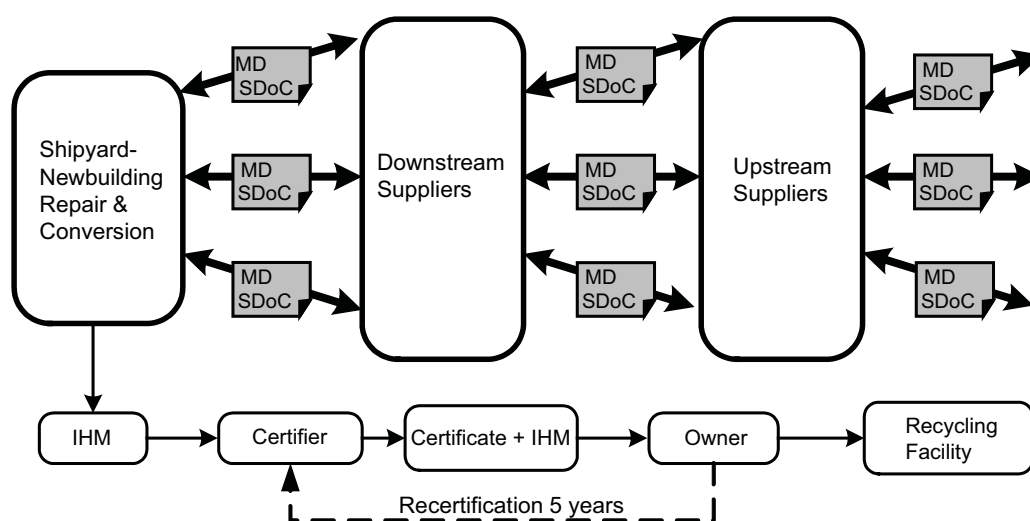 MD
SDoC
MD
SDoC
MD
SDoC
Shipyard-
Newbuilding
Repair &
Conversion
MD
SDoC
Downstream
Suppliers
MD
SDoC
Upstream
Suppliers
MD
SDoC
MD
SDoC
MD
SDoC
MD
SDoC
IHM
Certifier
Certificate + IHM
Owner
Recycling
Facility
Recertification 5 years